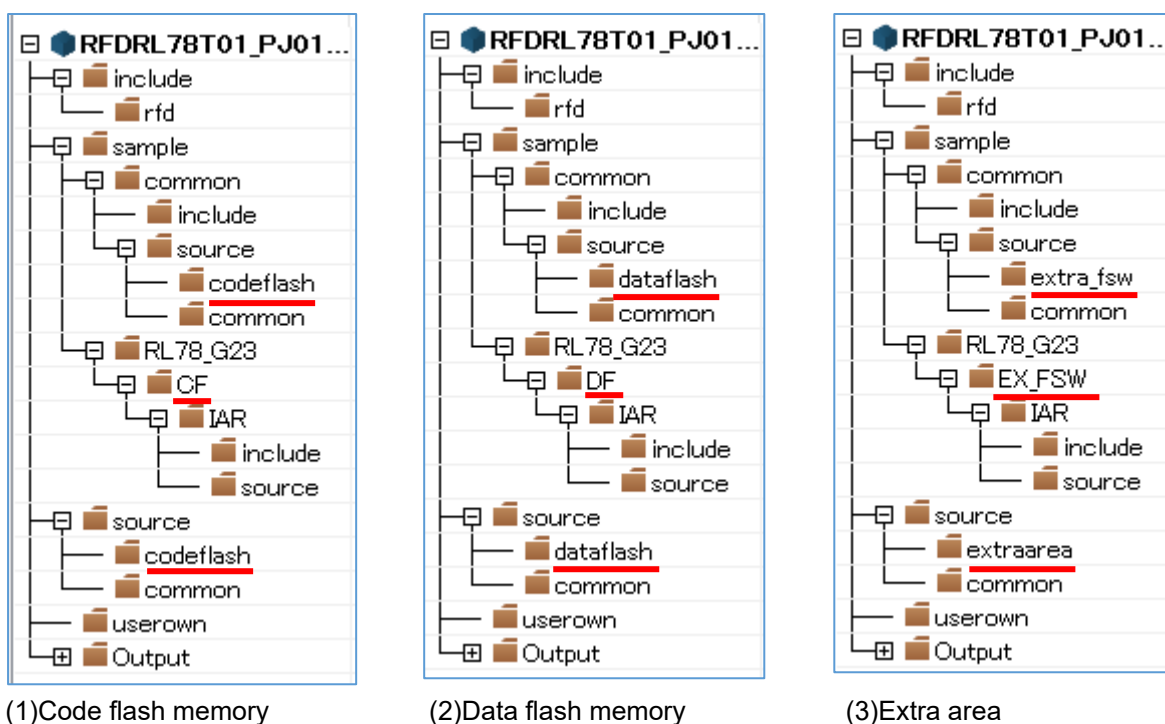 RFDRL78T01_PJ01...
include
rfd
sample
common
include
source
codeflash
common
RL78_G23
CF
IAR
include
source
source
codeflash
common
userown
Output
(1)Code flash memory
RFDRL78T01_PJ01...
include
rfd
sample
common
include
source
dataflash
common
RL78_G23
DF
IAR
include
source
source
dataflash
common
userown
Output
(2)Data flash memory
RFDRL78T01_PJ01...
include
rfd
sample
common
include
source
extra_fsw
common
RL78_G23
EX_FSW
IAR
include
source
source
extraarea
common
userown
Output
(3)Extra area